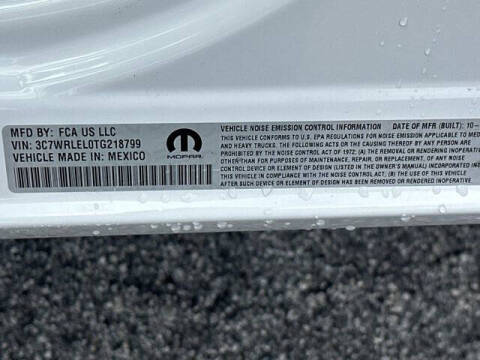 MFD BY: FCA US LLC
VIN: 3C7WRLEL0TG218799
VEHICLE MADE IN: MEXICO
MOPAR
VEHICLE NOISE EMISSION CONTROL INFORMATION DATE OF MFR (BUILT): 10-
THIS VEHICLE CONFORMS TO U.S. EPA REGULATIONS FOR NOISE EMISSION APPLICABLE TO MED
AND HEAVY TRUCKS. THE FOLLOWING ACTS OR CAUSING THEREOF BY ANY PERSON ARE
PROHIBITED BY THE NOISE CONTROL ACT OF 1972: (A) THE REMOVAL OR RENDERING INOPERATIVE
OTHER THAN FOR PURPOSES OF MAINTENANCE, REPAIR, OR REPLACEMENT, OF ANY NOISE
CONTROL DEVICE OR ELEMENT OF DESIGN (LISTED IN THE OWNER'S MANUAL) INCORPORATED
THIS VEHICLE IN COMPLIANCE WITH THE NOISE CONTROL ACT; (B) THE USE OF THIS VEHICLE
AFTER SUCH DEVICE OR ELEMENT OF DESIGN HAS BEEN REMOVED OR RENDERED INOPERATIVE